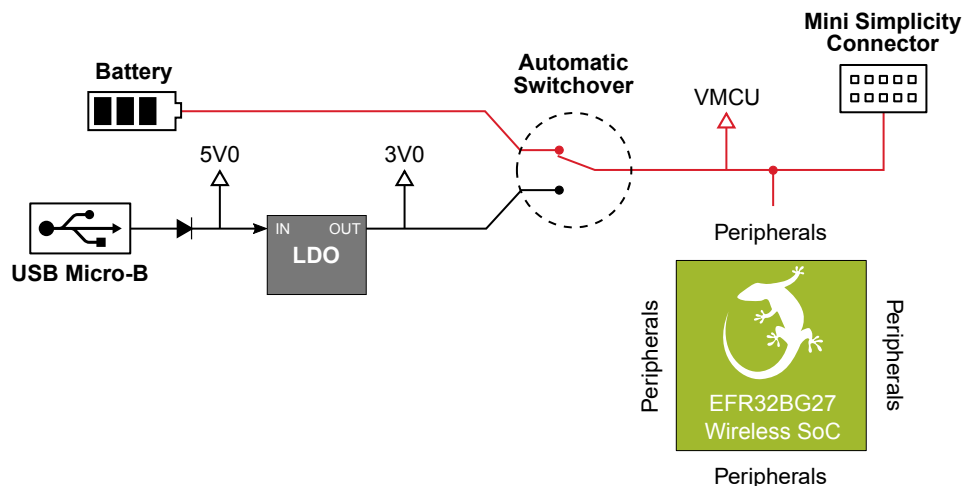 Mini Simplicity
Connector
Battery
Automatic
Switchover
VMCU
5V0
3V0
IN
OUT
LDO
USB Micro-B
Peripherals
Peripherals
Peripherals
EFR32BG27
Wireless SoC
Peripherals